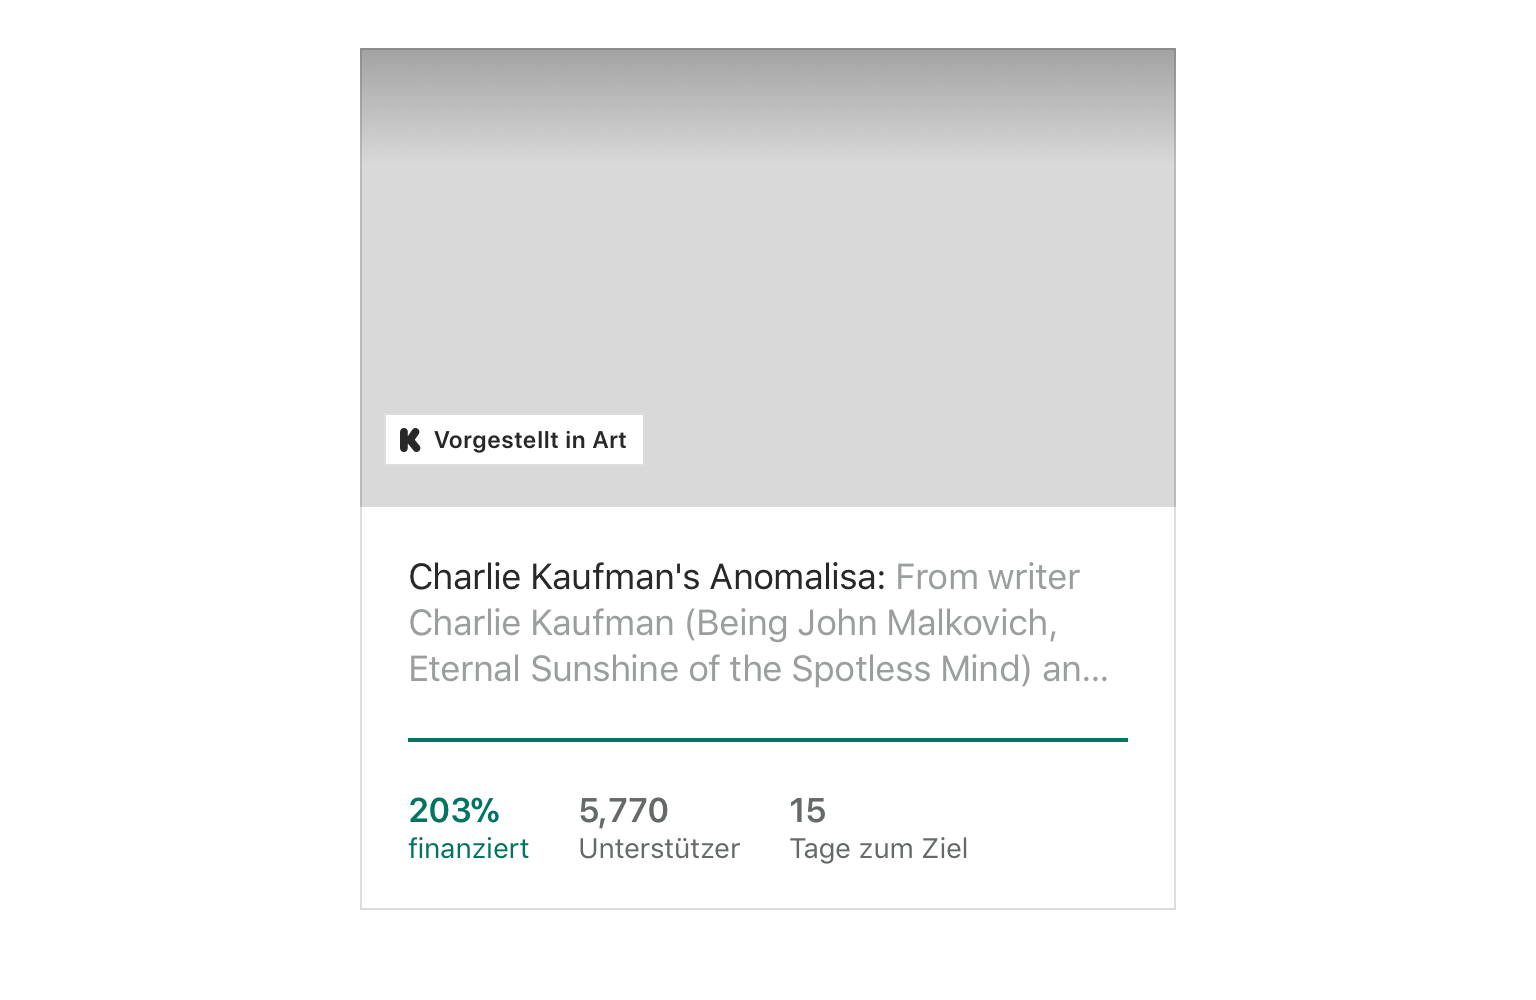 Vorgestellt in Art
Charlie Kaufman's Anomalisa: From writer
Charlie Kaufman (Being John Malkovich,
Eternal Sunshine of the Spotless Mind) an…
203% 5,770 15
finanziert Unterstützer Tage zum Ziel